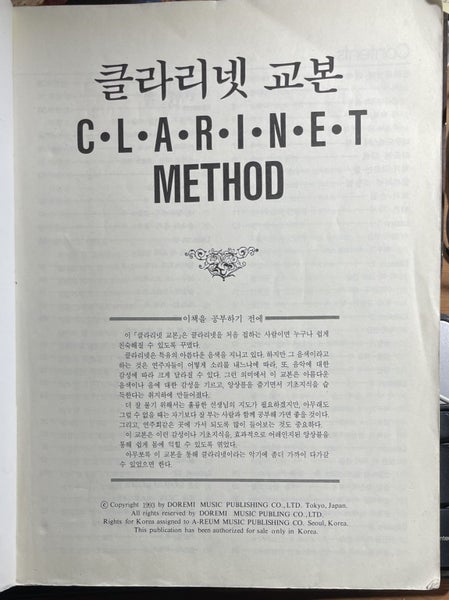 클라리넷 교본
C•L•A•R•I•N•E•T
METHOD
이책을 공부하기 전에
이 「클라리넷 교본」은 클라리넷을 처음 접하는 사람이면 누구나 쉽게
친숙해질 수 있도록 꾸몄다.
클라리넷은 특유의 아름다운 음색을 지니고 있다. 하지만 그 음색이라고
하는 것은 연주자들이 어떻게 소리를 내느냐에 따라, 또, 음악에 대한
감성에 따라 크게 달라질 수 있다. 그런 의미에서 이 교본은 아름다운
음색이나 음에 대한 감성을 기르고, 앙상블을 즐기면서 기초지식을 습
득한다는 취지하에 만들어졌다.
더 잘 불기 위해서는 훌륭한 선생님의 지도가 필요하겠지만, 아무래도
그럴 수 없을 때는 자기보다 잘 부는 사람과 함께 공부해 가면 좋을 것이다.
그리고, 연주회같은 곳에 가서 되도록 많이 들어보는 것도 중요하다.
이 교본은 이런 감성이나 기초지식을, 효과적으로 어레인지된 앙상블을
통해 쉽게 몸에 익힐 수 있도록 엮었다.
아무쪼록 이 교본을 통해 클라리넷이라는 악기에 좀더 가까이 다가갈
수 있었으면 한다.
ⓒ Copyright 1993 by DOREMI MUSIC PUBLISHING CO., LTD. Tokyo, Japan.
All rights reserved by DOREMI MUSIC PUBLING CO., LTD.
Rights for Korea assigned to A-REUM MUSIC PUBLISHING CO. Seoul, Korea.
This publication has been authorized for sale only in Korea.